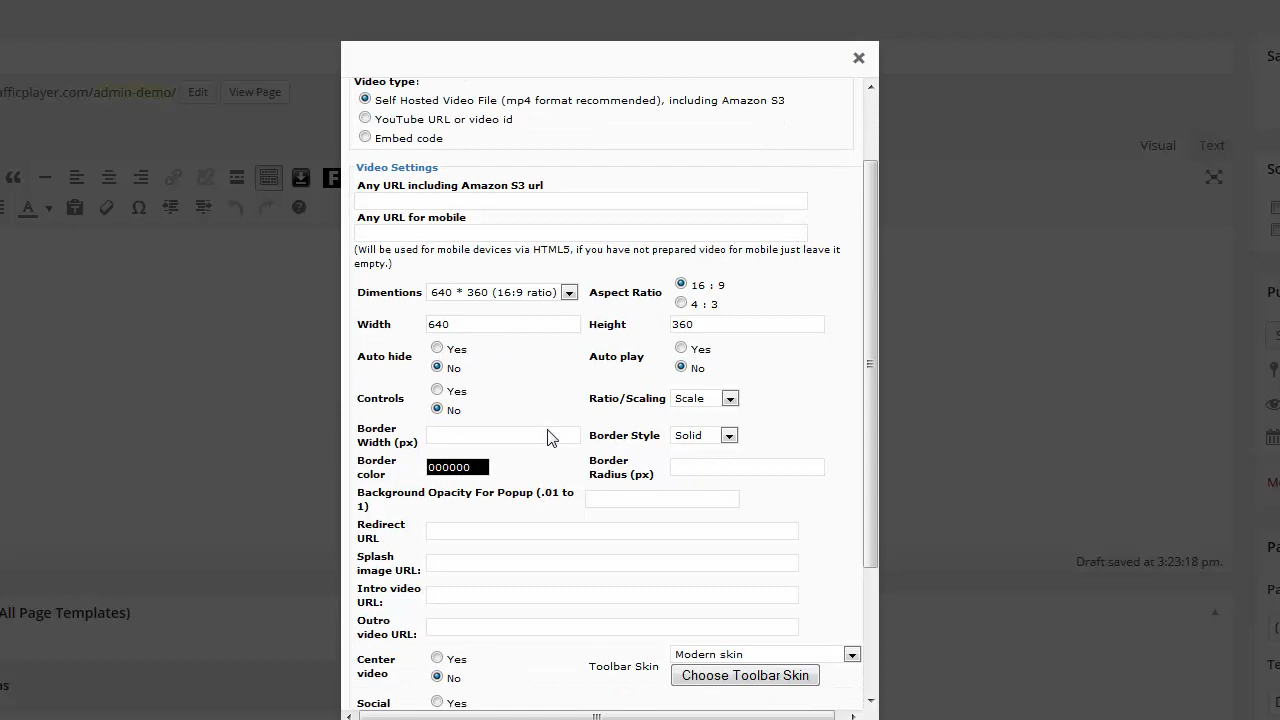 Sa
afficplayer.com/admin-demo/ Edit View Page
Video type:
Self Hosted Video File (mp4 format recommended), including Amazon S3
YouTube URL or video id
Embed code
Visual Text
Video Settings
Any URL including Amazon S3 url
Any URL for mobile
(Will be used for mobile devices via HTML5, if you have not prepared video for mobile just leave it
empty.)
Dimentions 640 * 360 (16:9 ratio) Aspect Ratio 16 : 9
4 : 3
Width 640 Height 360
Auto hide Yes No Auto play Yes No
Controls Yes No Ratio/Scaling Scale
Border
Width (px) Border Style Solid
Border
color 000000 Border
Radius (px)
Background Opacity For Popup (.01 to
1)
Redirect
URL
Splash
image URL:
Intro video
URL:
Outro
video URL:
Center
video Yes No Toolbar Skin Modern skin
Choose Toolbar Skin
Social Yes
Draft saved at 3:23:18 pm.
All Page Templates)
So
Pu
Pa
Pa
Te